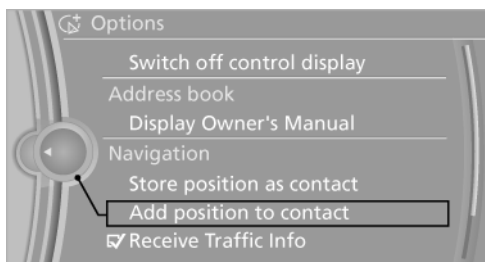 Options
Switch off control display
Address book
Display Owner's Manual
Navigation
Store position as contact
Add position to contact
Receive Traffic Info